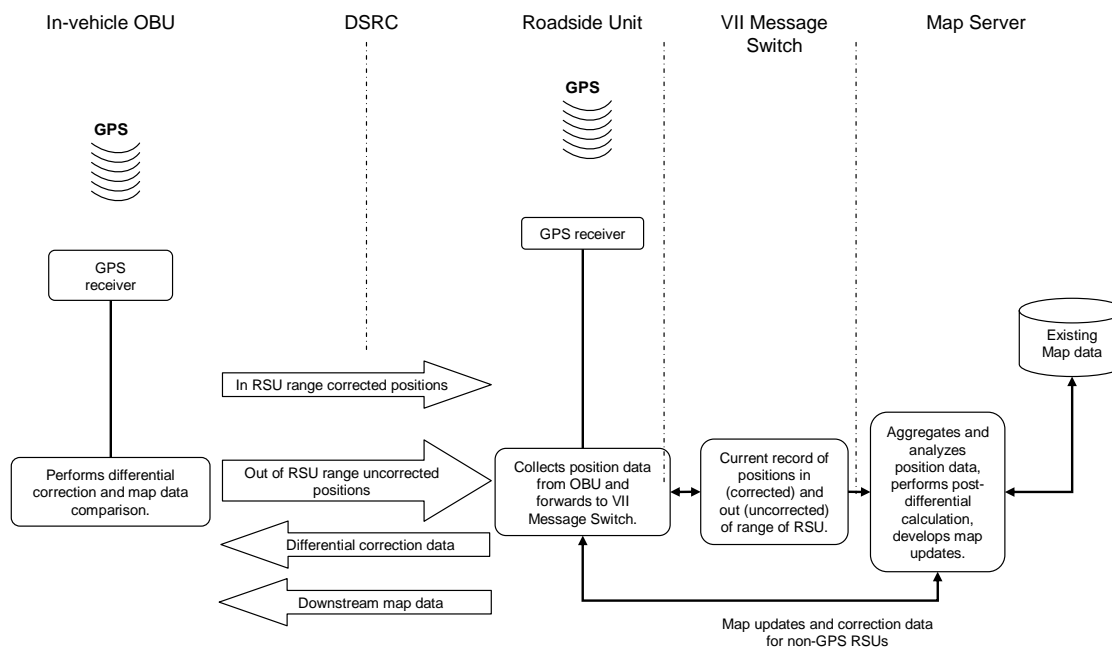 In-vehicle OBU
DSRC
Roadside Unit
VII Message
Switch
Map Server
GPS
GPS
GPS
receiver
GPS receiver
Existing
Map data
In RSU range corrected positions
Out of RSU range uncorrected
positions
Differential correction data
Downstream map data
Performs differential
correction and map data
comparison.
Collects position data
from OBU and
forwards to VII
Message Switch.
Current record of
positions in
(corrected) and
out (uncorrected)
of range of RSU.
Aggregates and
analyzes
position data,
performs post-
differential
calculation,
develops map
updates.
Map updates and correction data
for non-GPS RSUs